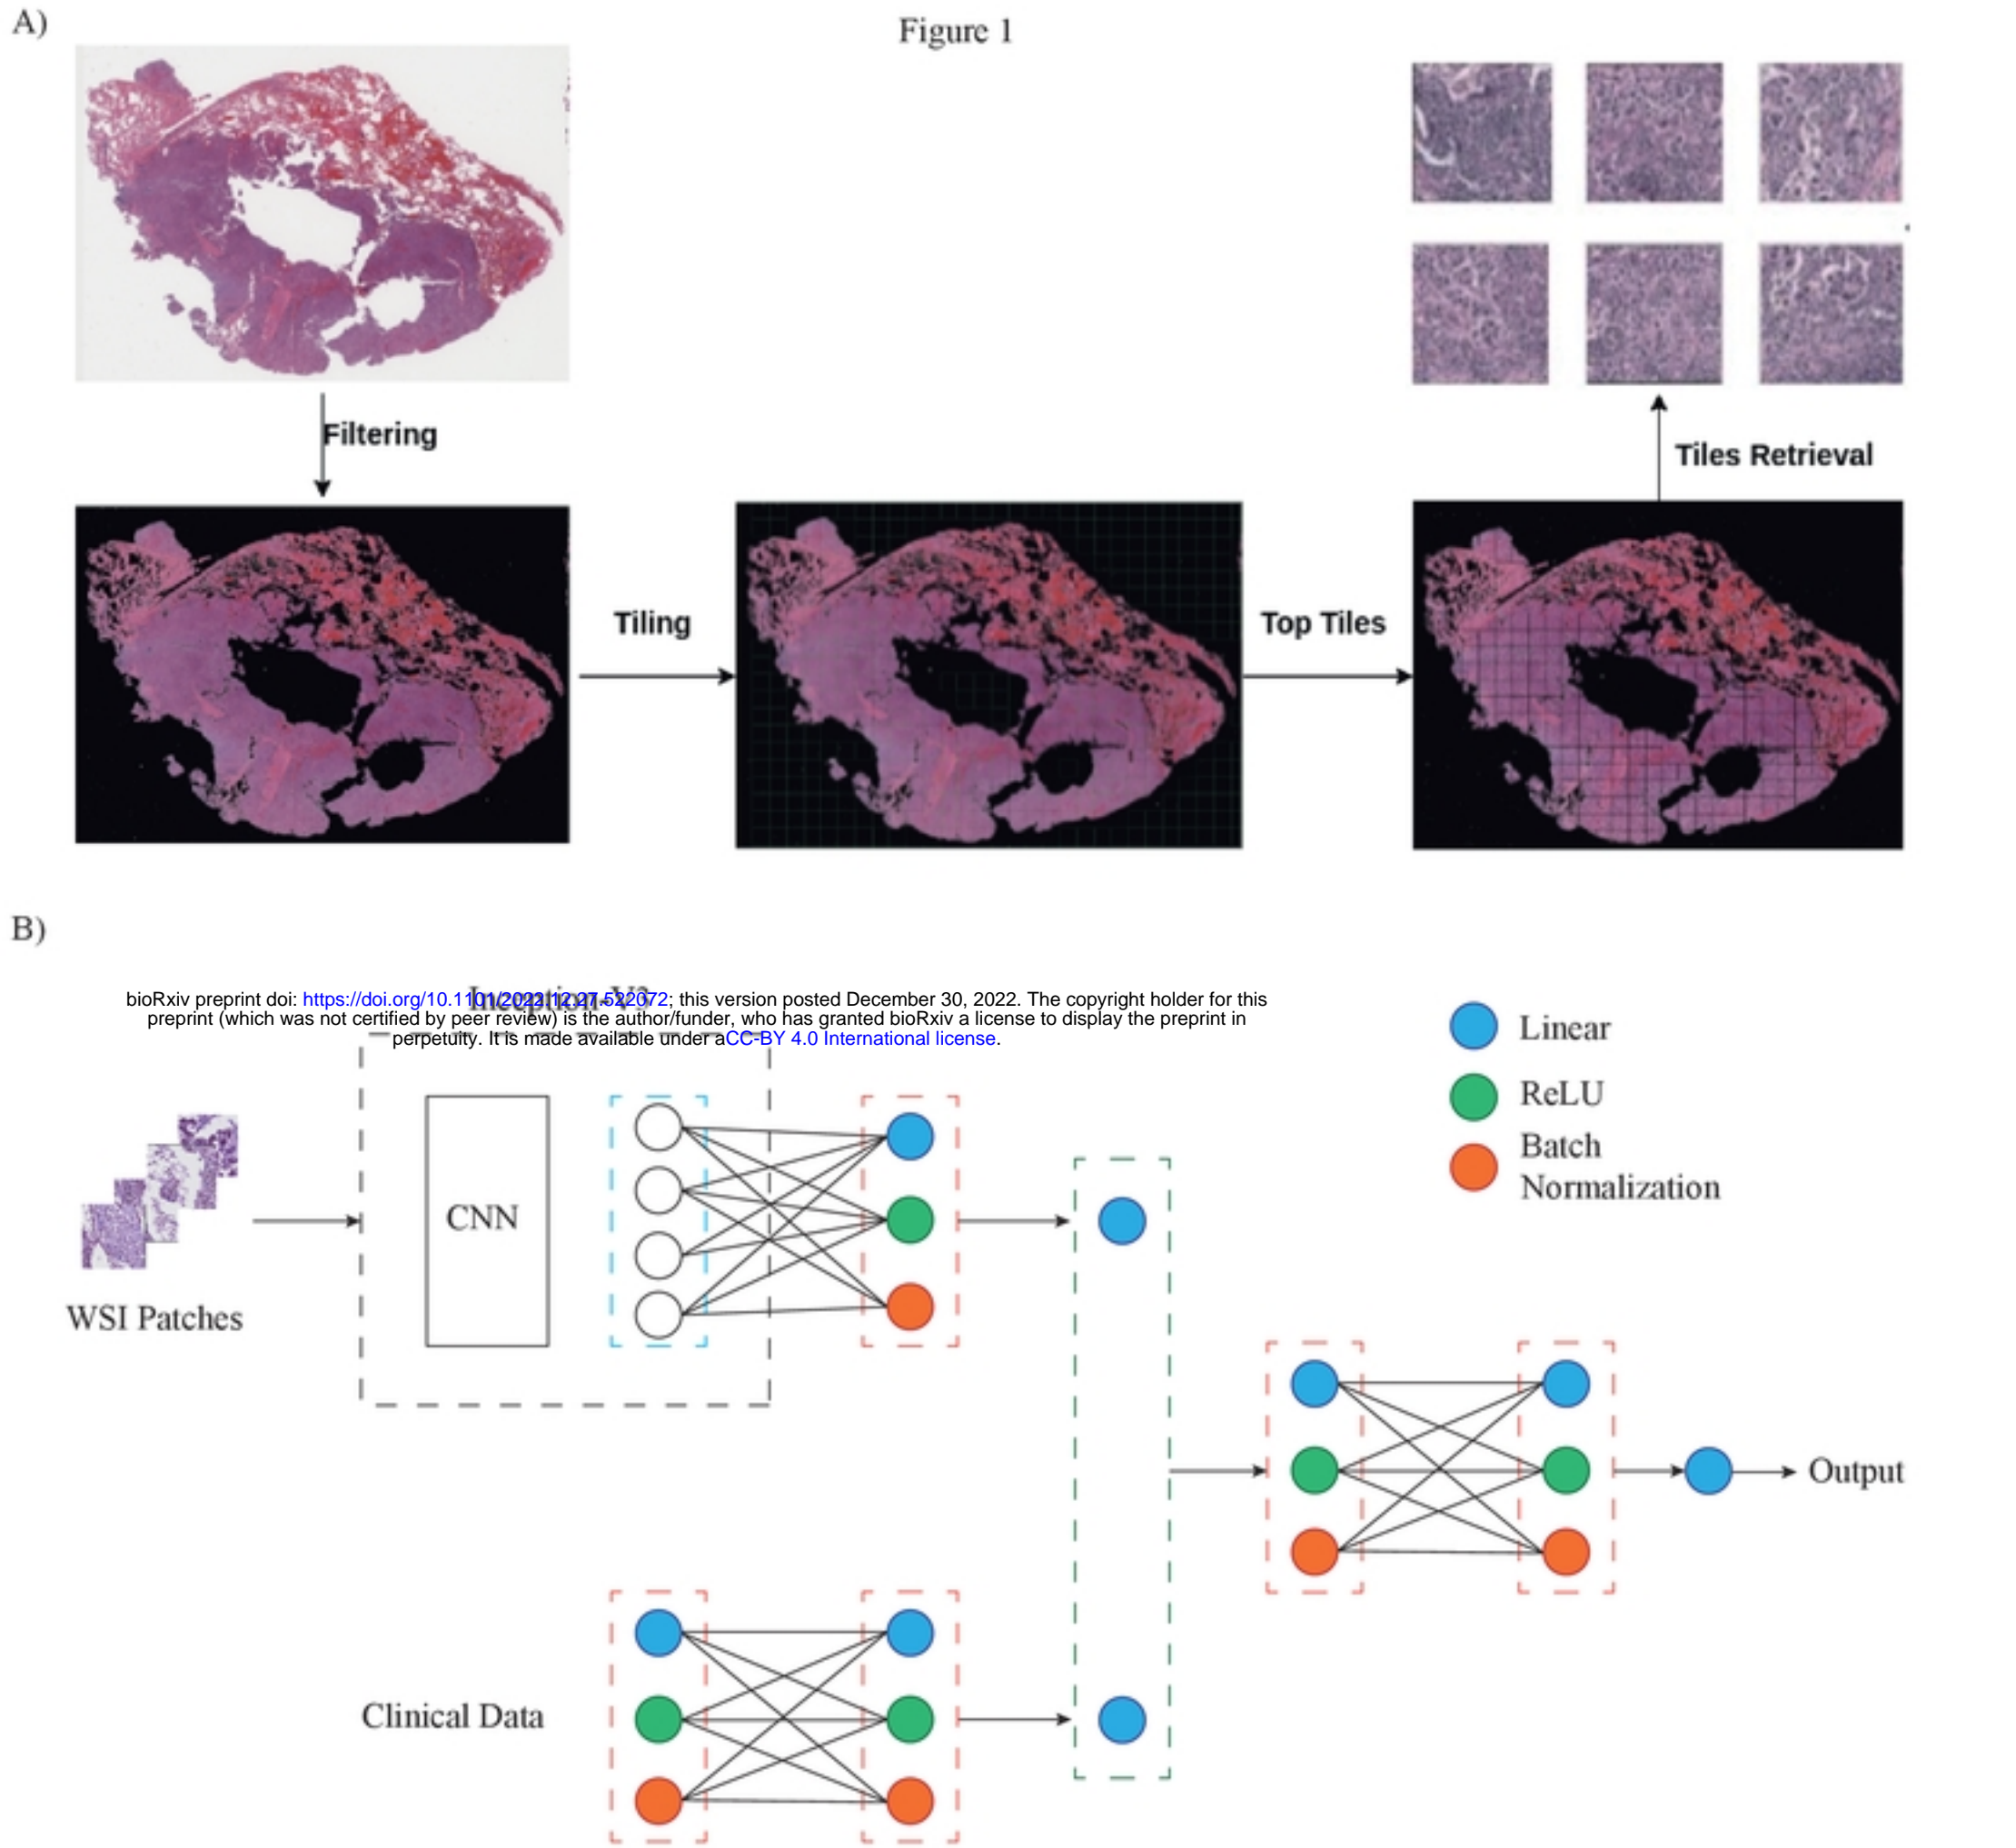 A)
Figure 1
Filtering
Tiles Retrieval
Tiling
Top Tiles
B)
Inception-V3
bioRxiv preprint doi: https://doi.org/10.1101/2022.12.27.522072; this version posted December 30, 2022. The copyright holder for this
preprint (which was not certified by peer review) is the author/funder, who has granted bioRxiv a license to display the preprint in
perpetuity. It is made available under aCC-BY 4.0 International license.
Linear
ReLU
Batch
Normalization
CNN
WSI Patches
Output
Clinical Data